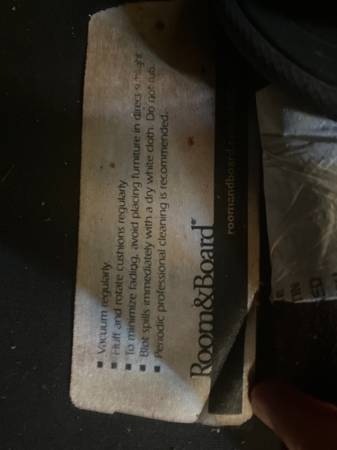 ■ Vacuum regularly.
■ Fluff and rotate cushions regularly.
■ To minimize fading, avoid placing furniture in direct sunlight
■ Blot spills immediately with a dry white cloth. Do not rub.
■ Periodic professional cleaning is recommended.
Room&Board®
roomandboard.